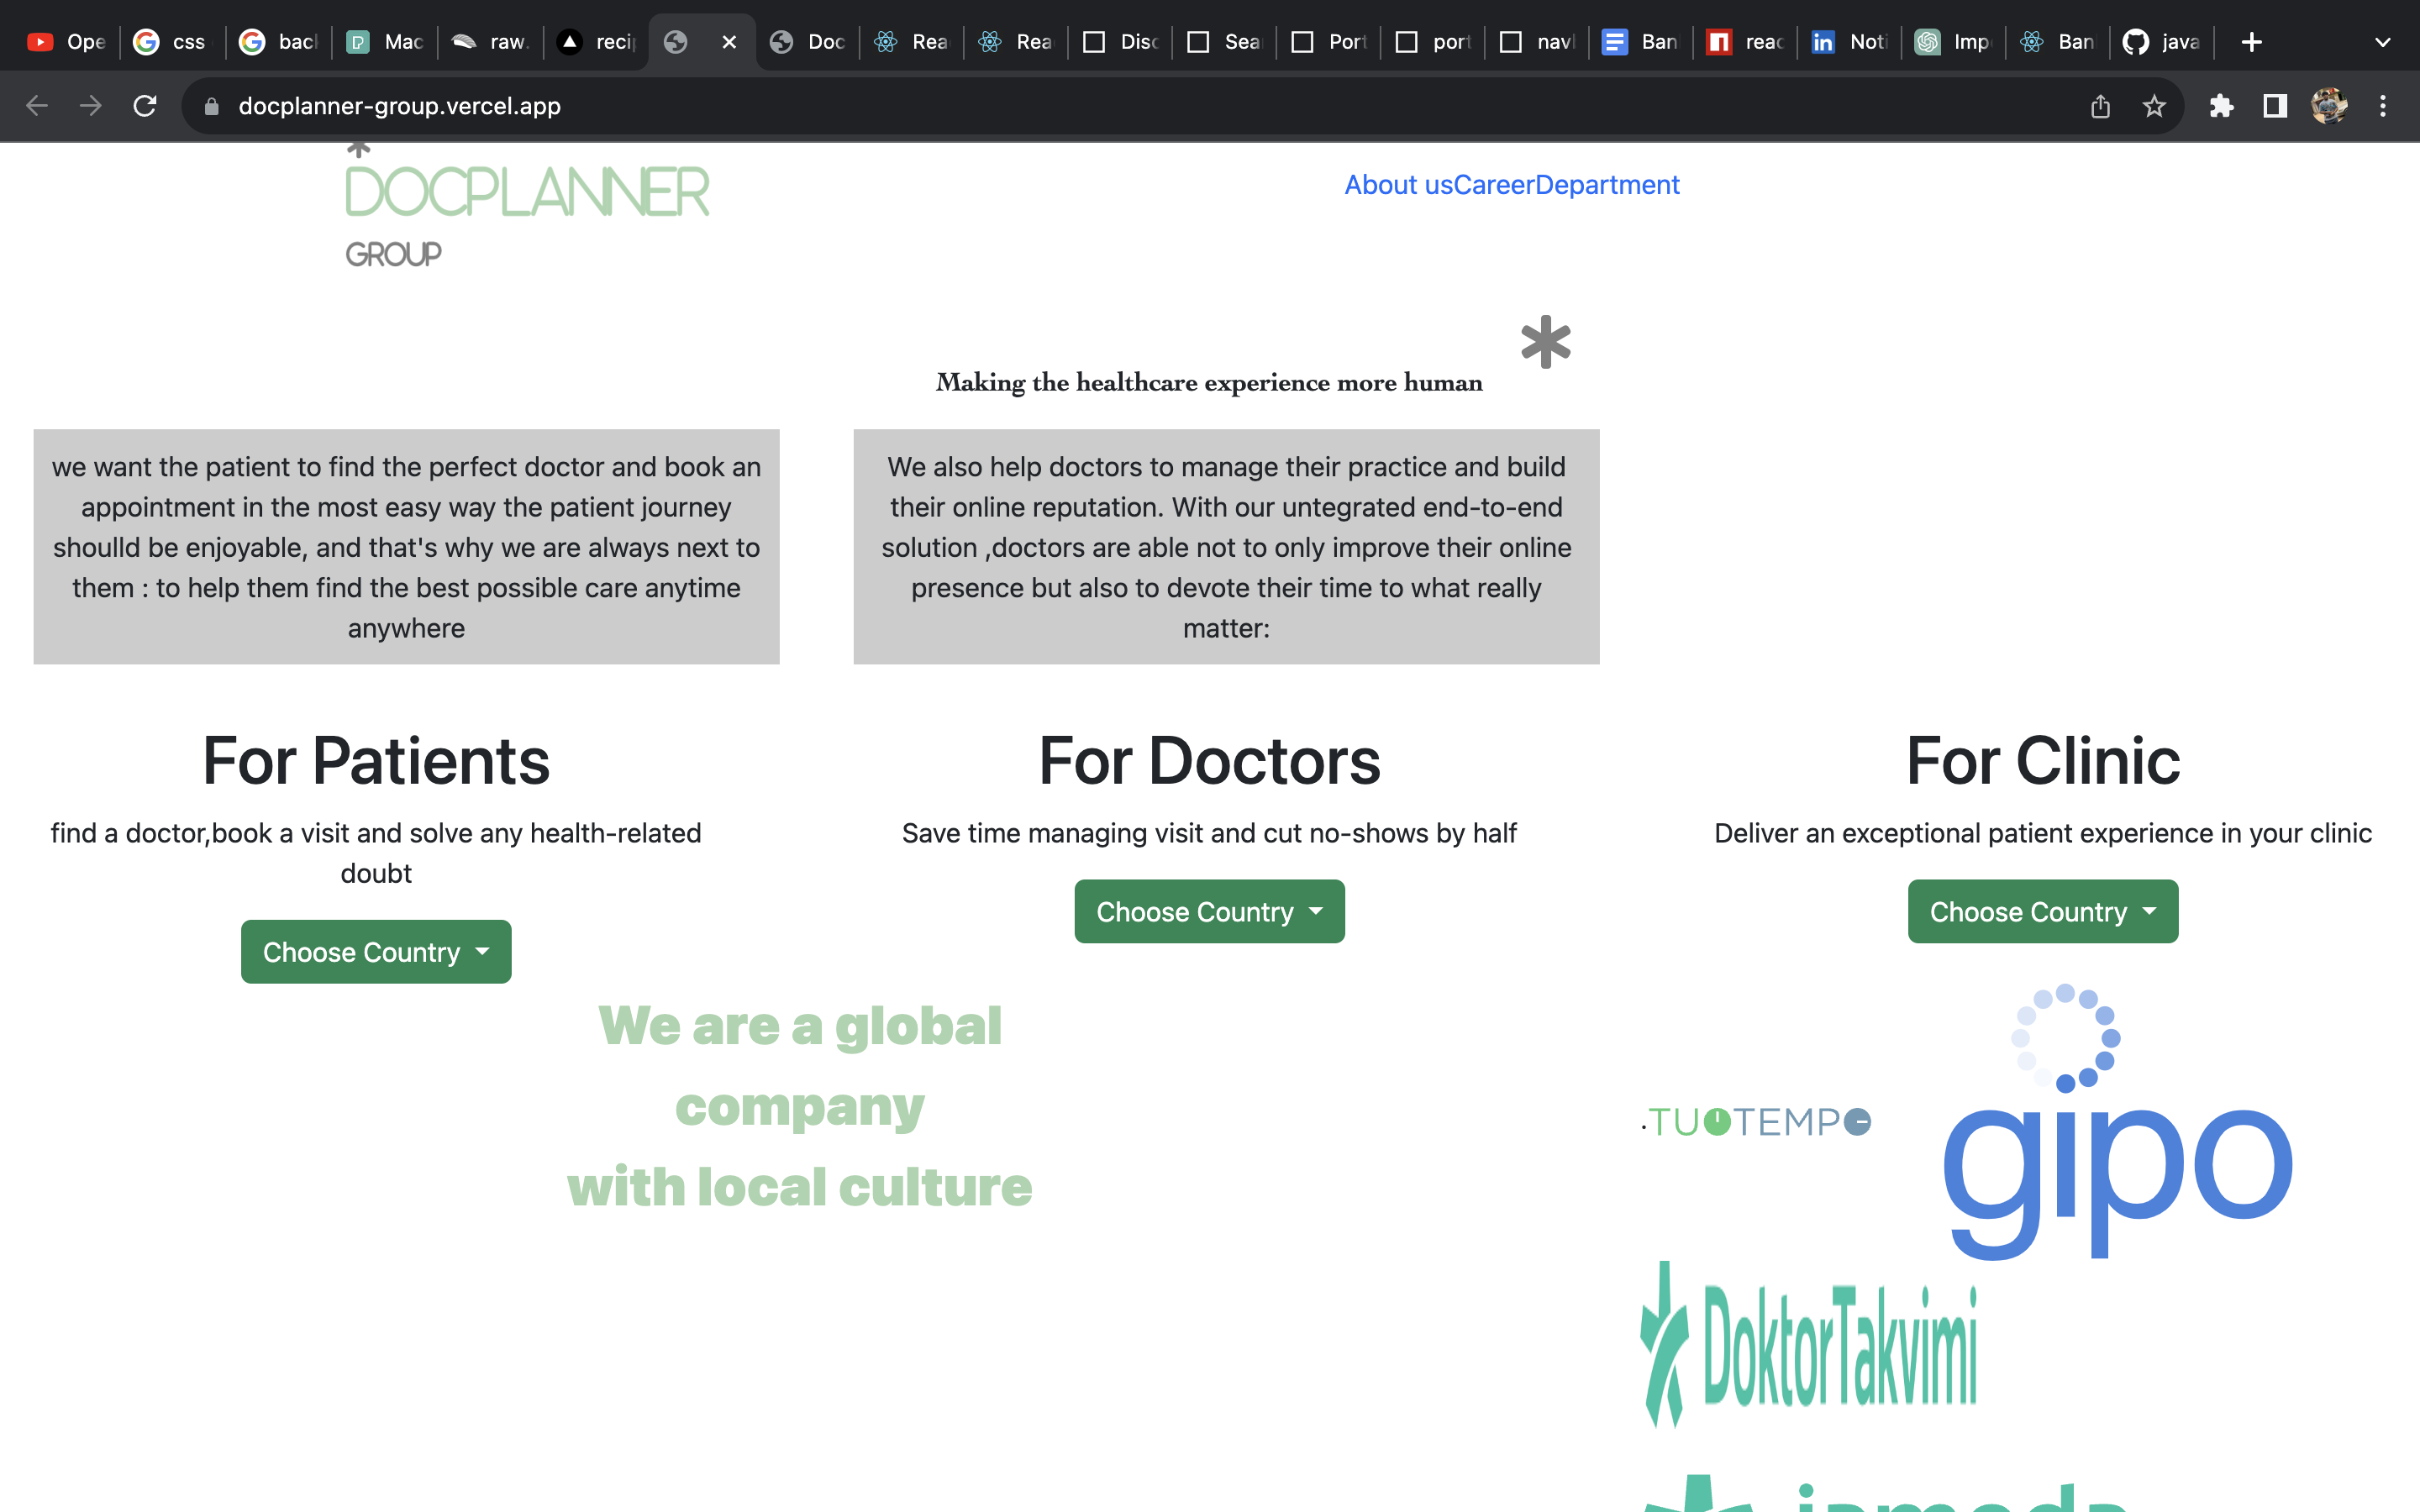 Ope
css
bac
Mac
raw.
reci
Doc
Rea
Rea
Disc
Sea
Port
port
nav
Ban
reac
in
Noti
Imp
Ban
java
docplanner-group.vercel.app
DOCPLANNER
GROUP
About usCareerDepartment
Making the healthcare experience more human
we want the patient to find the perfect doctor and book an
appointment in the most easy way the patient journey
shoulld be enjoyable, and that's why we are always next to
them : to help them find the best possible care anytime
anywhere
We also help doctors to manage their practice and build
their online reputation. With our untegrated end-to-end
solution ,doctors are able not to only improve their online
presence but also to devote their time to what really
matter:
For Patients
find a doctor,book a visit and solve any health-related
doubt
Choose Country
For Doctors
Save time managing visit and cut no-shows by half
Choose Country
For Clinic
Deliver an exceptional patient experience in your clinic
Choose Country
We are a global
company
with local culture
.TUOTEMPO
gipo
DoktorTakvimi